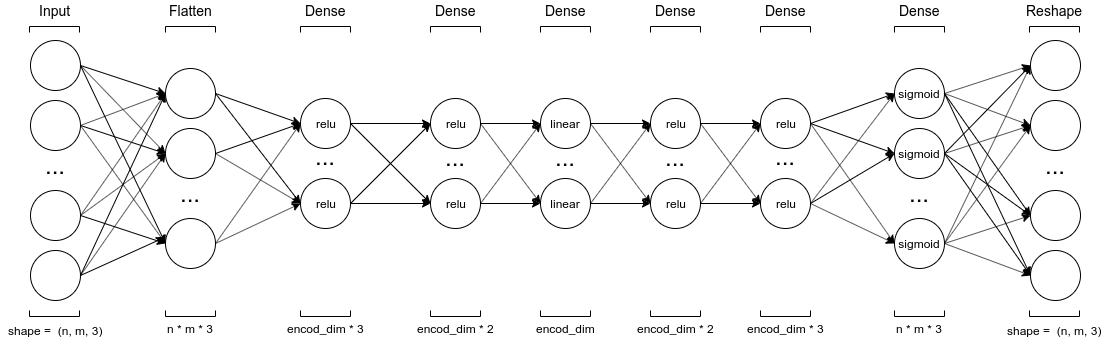 Input Flatten Dense Dense Dense Dense Dense Dense Reshape
sigmoid
relu relu linear relu relu
sigmoid
... ... ... ... ...
...
...
... ... ...
relu relu linear relu relu
sigmoid
shape = (n, m, 3) n * m * 3 encod_dim * 3 encod_dim * 2 encod_dim encod_dim * 2 encod_dim * 3 n * m * 3 shape = (n, m, 3)